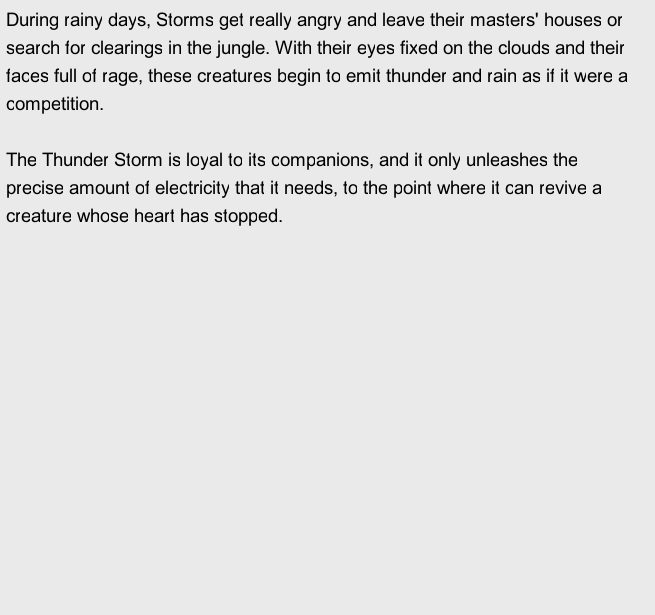 During rainy days, Storms get really angry and leave their masters' houses or
search for clearings in the jungle. With their eyes fixed on the clouds and their
faces full of rage, these creatures begin to emit thunder and rain as if it were a
competition.
The Thunder Storm is loyal to its companions, and it only unleashes the
precise amount of electricity that it needs, to the point where it can revive a
creature whose heart has stopped.